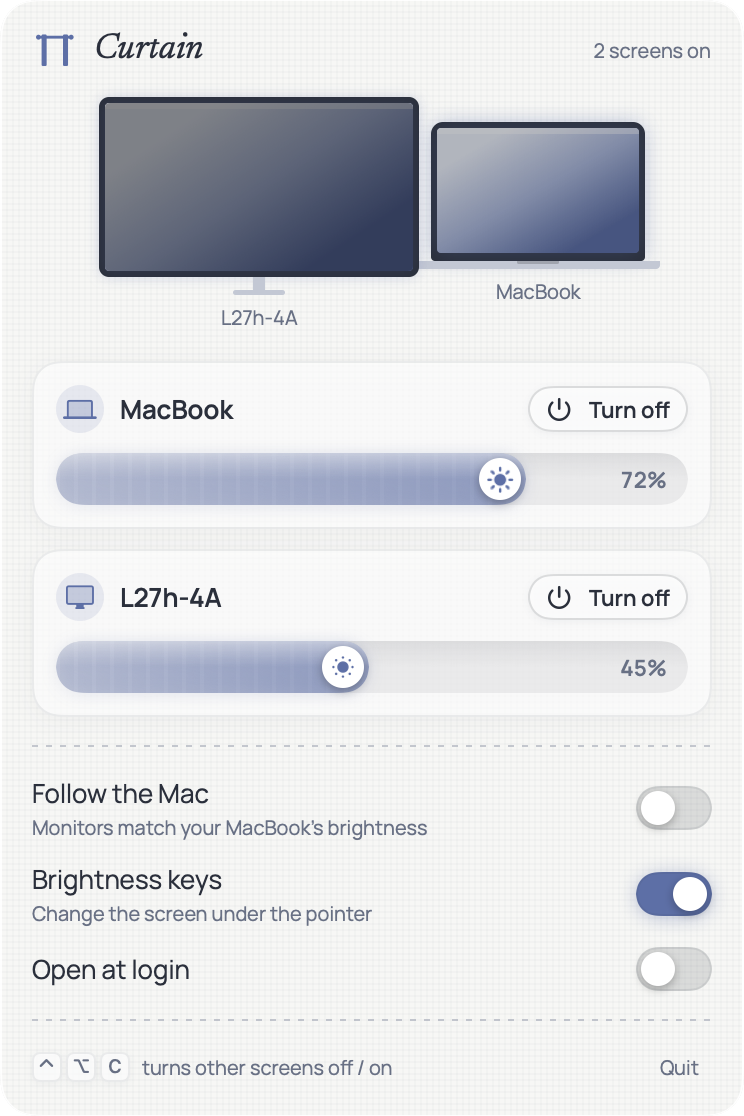 Curtain
2 screens on
L27h-4A
MacBook
MacBook
Turn off
72%
L27h-4A
Turn off
45%
Follow the Mac
Monitors match your MacBook's brightness
Brightness keys
Change the screen under the pointer
Open at login
⌃ ⌥ C turns other screens off / on
Quit